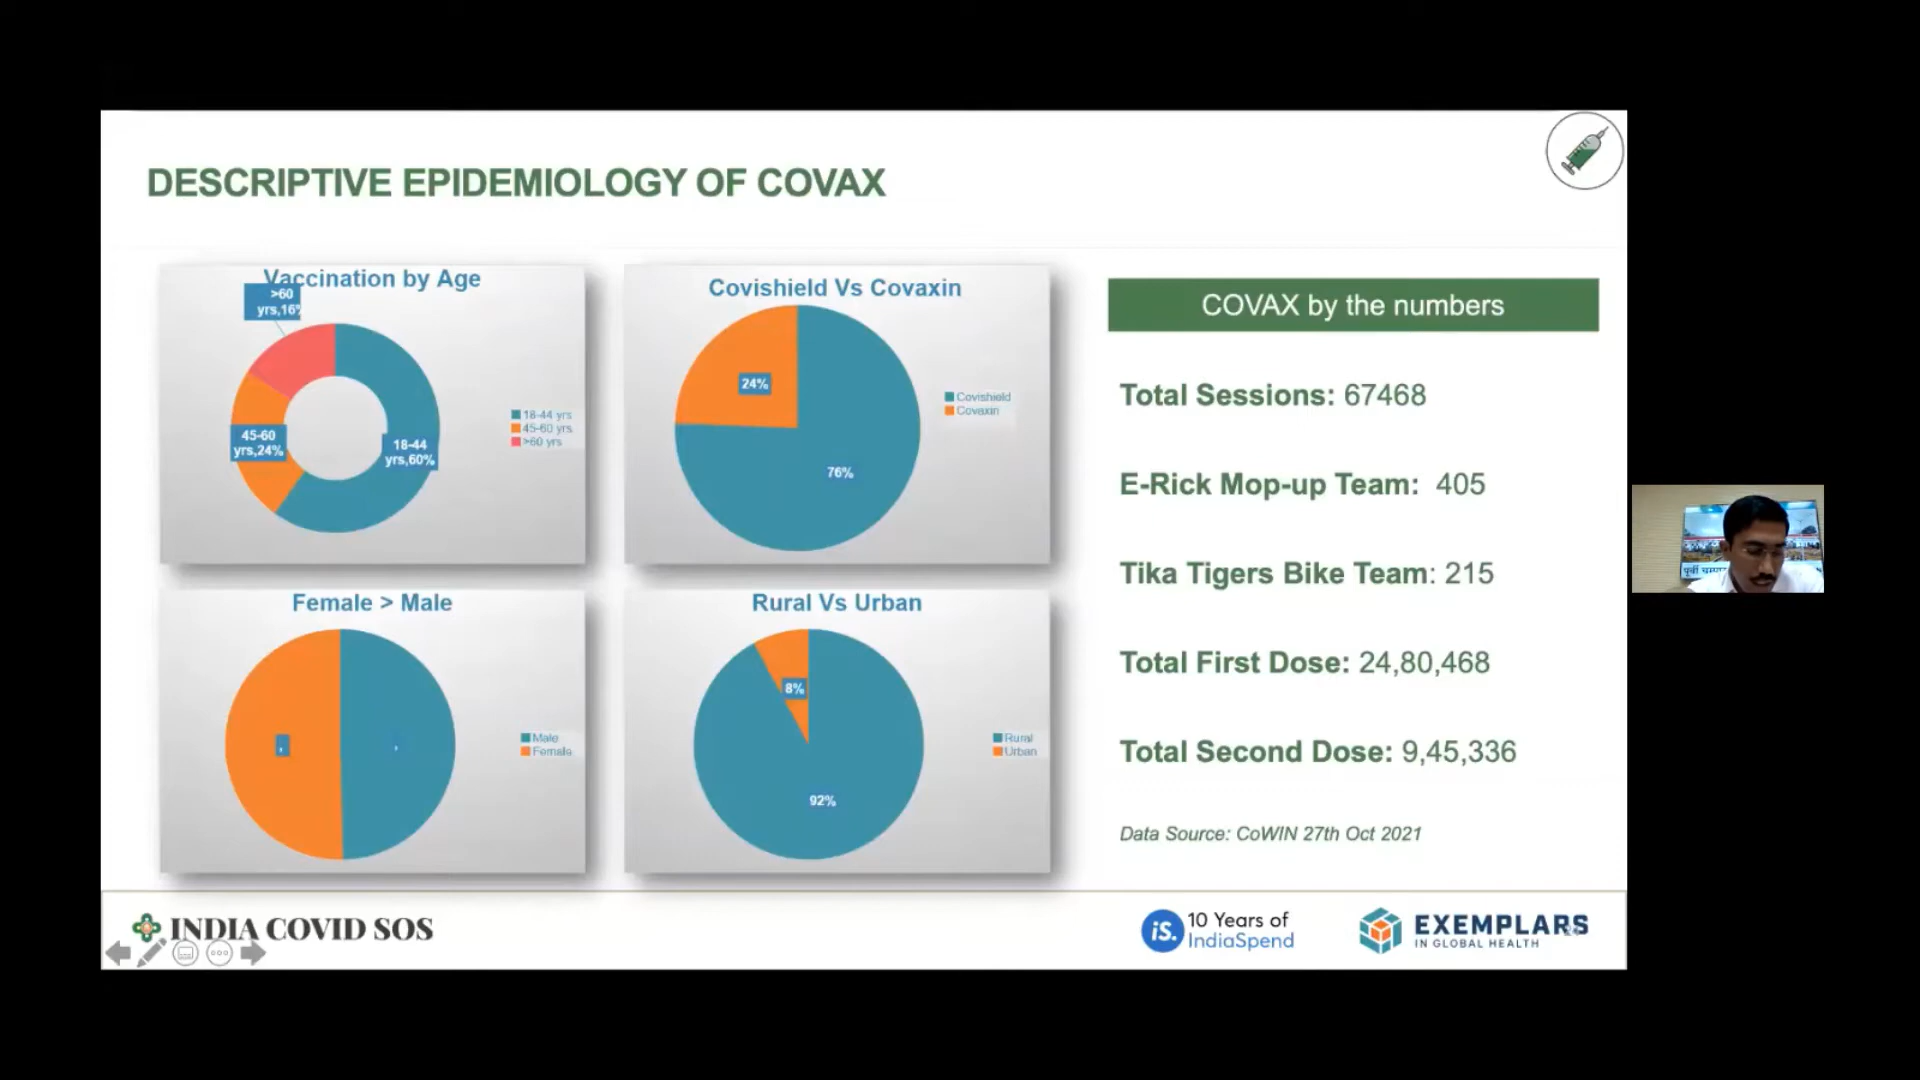 DESCRIPTIVE EPIDEMIOLOGY OF COVAX
Vaccination by Age
>60
yrs,16%
45-60
yrs,24%
18-44
yrs,60%
18-44 yrs
45-60 yrs
>60 yrs
Covishield Vs Covaxin
24%
76%
Covishield
Covaxin
Female > Male
,
,
Male
Female
Rural Vs Urban
8%
92%
Rural
Urban
COVAX by the numbers
Total Sessions: 67468
E-Rick Mop-up Team: 405
Tika Tigers Bike Team: 215
Total First Dose: 24,80,468
Total Second Dose: 9,45,336
Data Source: CoWIN 27th Oct 2021
INDIA COVID SOS
iS.
10 Years of
IndiaSpend
EXEMPLARS
IN GLOBAL HEALTH
पूर्वी